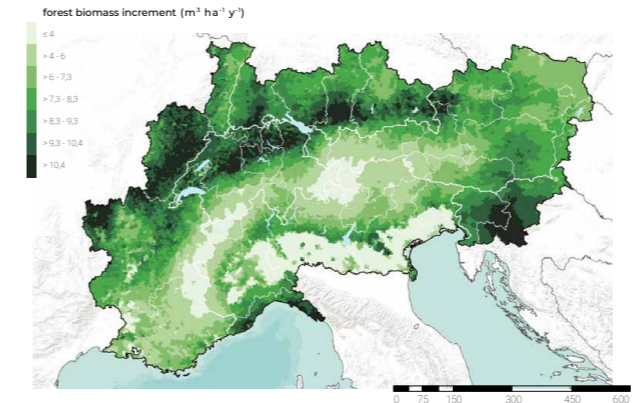 forest biomass increment (m³ ha⁻¹ y⁻¹)
≤ 4
> 4 - 6
> 6 - 7,3
> 7,3 - 8,3
> 8,3 - 9,3
> 9,3 - 10,4
> 10,4
0 75 150 300 450 600